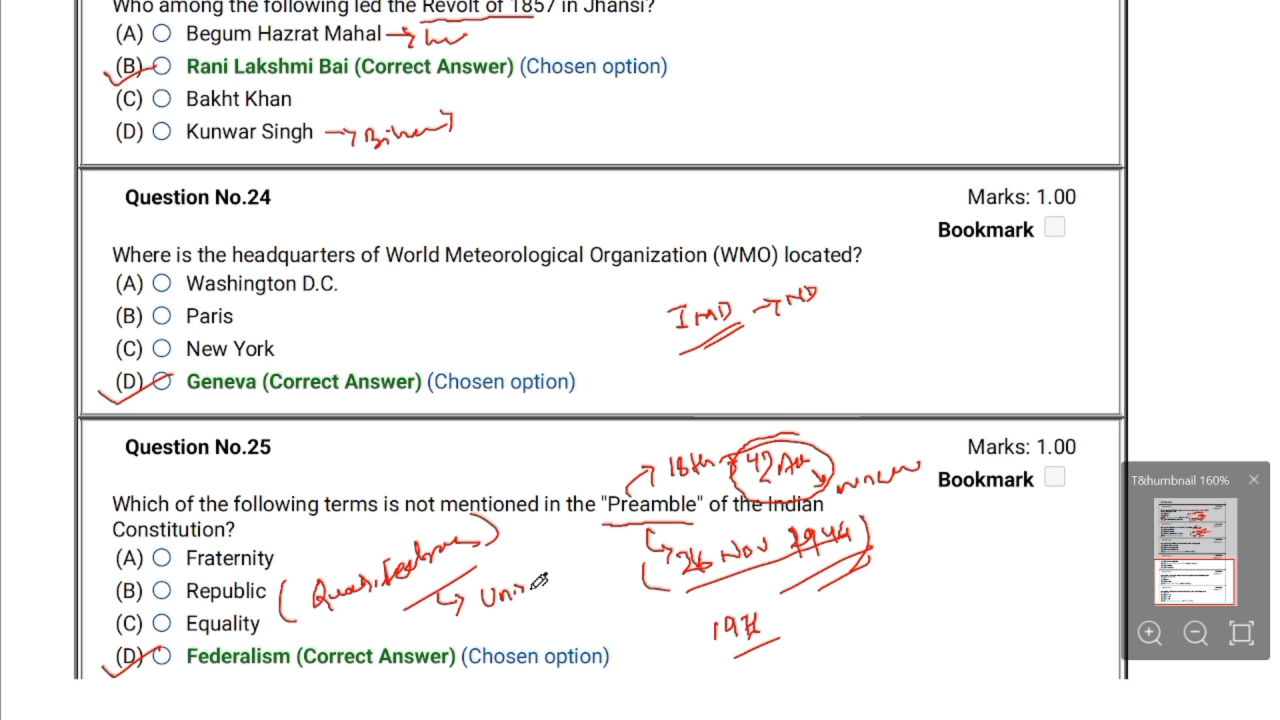 Who among the following led the Revolt of 1857 in Jhansi?
(A) Begum Hazrat Mahal
(B) Rani Lakshmi Bai (Correct Answer) (Chosen option)
(C) Bakht Khan
(D) Kunwar Singh → Bihar
Question No.24
Marks: 1.00
Bookmark
Where is the headquarters of World Meteorological Organization (WMO) located?
(A) Washington D.C.
(B) Paris
(C) New York
IMD → ND
(D) Geneva (Correct Answer) (Chosen option)
Question No.25
Marks: 1.00
Bookmark
18th 42
Which of the following terms is not mentioned in the "Preamble" of the Indian
Constitution?
26 Nov
(A) Fraternity
(B) Republic
(C) Equality
(D) Federalism (Correct Answer) (Chosen option)
T&humbnail 160%